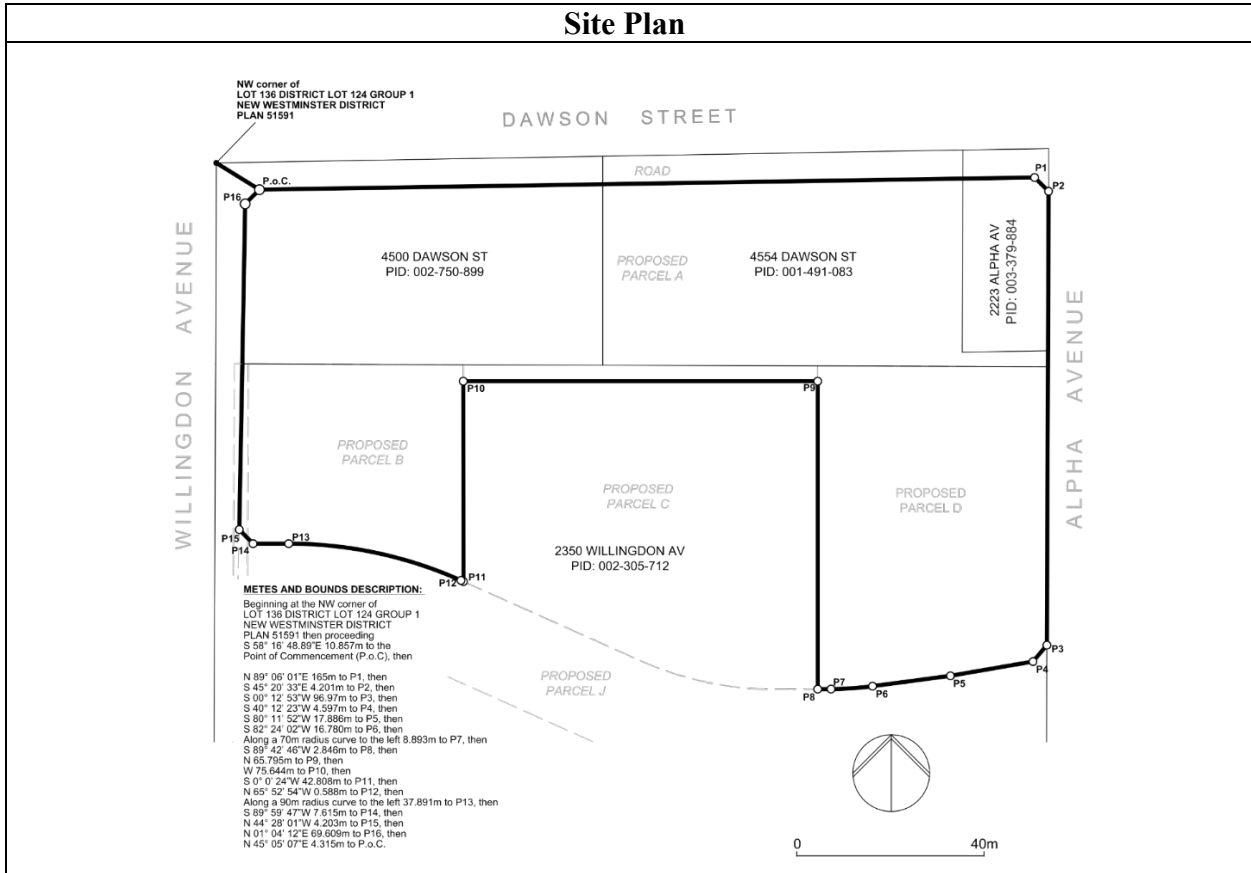 Site Plan
NW corner of
LOT 136 DISTRICT LOT 124 GROUP 1
NEW WESTMINSTER DISTRICT
PLAN 51591
DAWSON STREET
ROAD
P.o.C.
P1
P2
P16
WILLINGDON AVENUE
4500 DAWSON ST
PID: 002-750-899
PROPOSED
PARCEL A
4554 DAWSON ST
PID: 001-491-083
2223 ALPHA AV
PID: 003-379-884
ALPHA AVENUE
P10
P9
PROPOSED
PARCEL B
PROPOSED
PARCEL C
PROPOSED
PARCEL D
2350 WILLINGDON AV
PID: 002-305-712
P15
P14
P13
P12
P11
P3
P4
P5
P6
P7
P8
PROPOSED
PARCEL J
METES AND BOUNDS DESCRIPTION:
Beginning at the NW corner of
LOT 136 DISTRICT LOT 124 GROUP 1
NEW WESTMINSTER DISTRICT
PLAN 51591 then proceeding
S 58° 16' 48.89"E 10.857m to the
Point of Commencement (P.o.C), then
N 89° 06' 01"E 165m to P1, then
S 45° 20' 33"E 4.201m to P2, then
S 00° 12' 53"W 96.97m to P3, then
S 40° 12' 23"W 4.597m to P4, then
S 80° 11' 52"W 17.886m to P5, then
S 82° 24' 02"W 16.780m to P6, then
Along a 70m radius curve to the left 8.893m to P7, then
S 89° 42' 46"W 2.846m to P8, then
N 65.795m to P9, then
W 75.644m to P10, then
S 0° 0' 24"W 42.808m to P11, then
N 65° 52' 54"W 0.588m to P12, then
Along a 90m radius curve to the left 37.891m to P13, then
S 89° 59' 47"W 7.615m to P14, then
N 44° 28' 01"W 4.203m to P15, then
N 01° 04' 12"E 69.609m to P16, then
N 45° 05' 07"E 4.315m to P.o.C.
0 40m